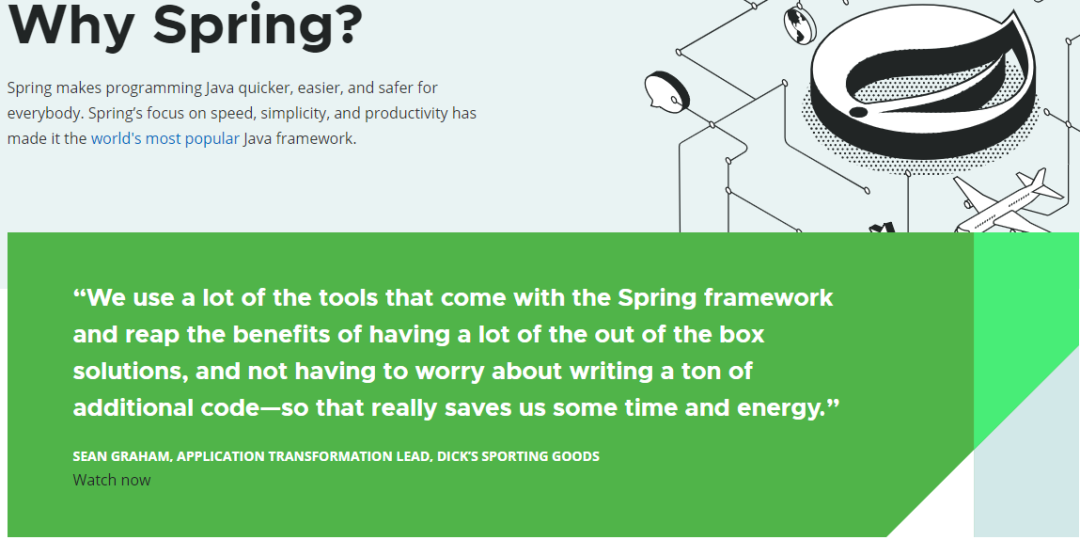 Why Spring?
Spring makes programming Java quicker, easier, and safer for
everybody. Spring’s focus on speed, simplicity, and productivity has
made it the world's most popular Java framework.
“We use a lot of the tools that come with the Spring framework
and reap the benefits of having a lot of the out of the box
solutions, and not having to worry about writing a ton of
additional code—so that really saves us some time and energy.”
SEAN GRAHAM, APPLICATION TRANSFORMATION LEAD, DICK’S SPORTING GOODS
Watch now